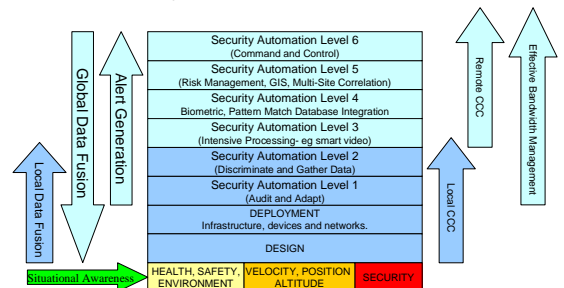 Security Automation Level 6
(Command and Control)
Security Automation Level 5
(Risk Management, GIS, Multi-Site Correlation)
Security Automation Level 4
Biometric, Pattern Match Database Integration
Security Automation Level 3
(Intensive Processing- eg smart video)
Security Automation Level 2
(Discriminate and Gather Data)
Security Automation Level 1
(Audit and Adapt)
DEPLOYMENT
Infrastructure, devices and networks.
DESIGN
Local Data Fusion
Global Data Fusion
Alert Generation
Local CCC
Remote CCC
Effective Bandwidth Management
Situational Awareness
HEALTH, SAFETY,
ENVIRONMENT
VELOCITY, POSITION
ALTITUDE
SECURITY